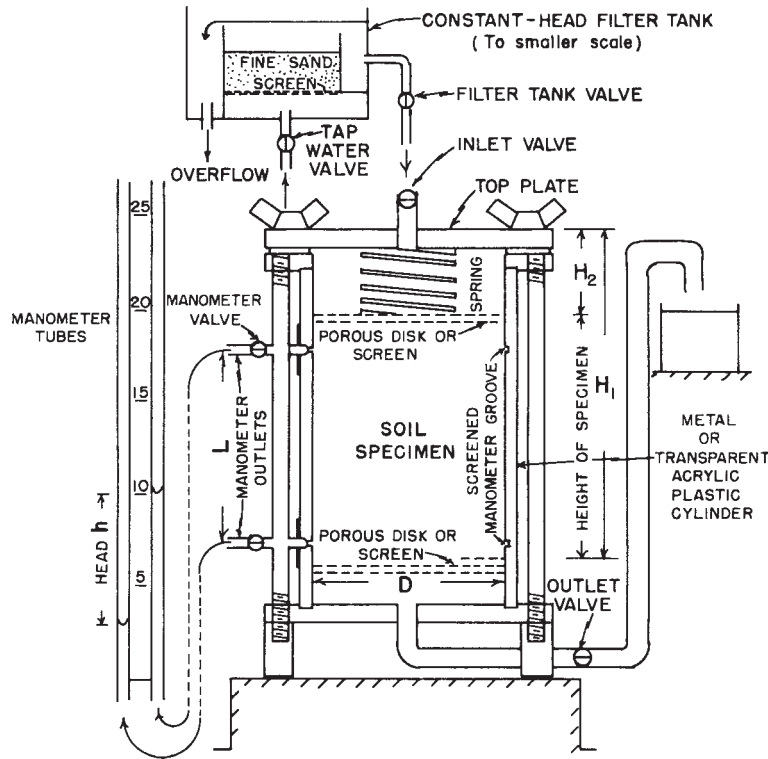 CONSTANT-HEAD FILTER TANK
( To smaller scale)
FINE SAND
SCREEN
FILTER TANK VALVE
TAP
WATER
VALVE
OVERFLOW
INLET VALVE
TOP PLATE
25
20
15
10
5
MANOMETER
TUBES
MANOMETER
VALVE
SPRING
H2
H1
POROUS DISK OR
SCREEN
L
MANOMETER
OUTLETS
SOIL
SPECIMEN
SCREENED
MANOMETER GROOVE
HEIGHT OF SPECIMEN
METAL
OR
TRANSPARENT
ACRYLIC
PLASTIC
CYLINDER
HEAD h
POROUS DISK OR
SCREEN
D
OUTLET
VALVE